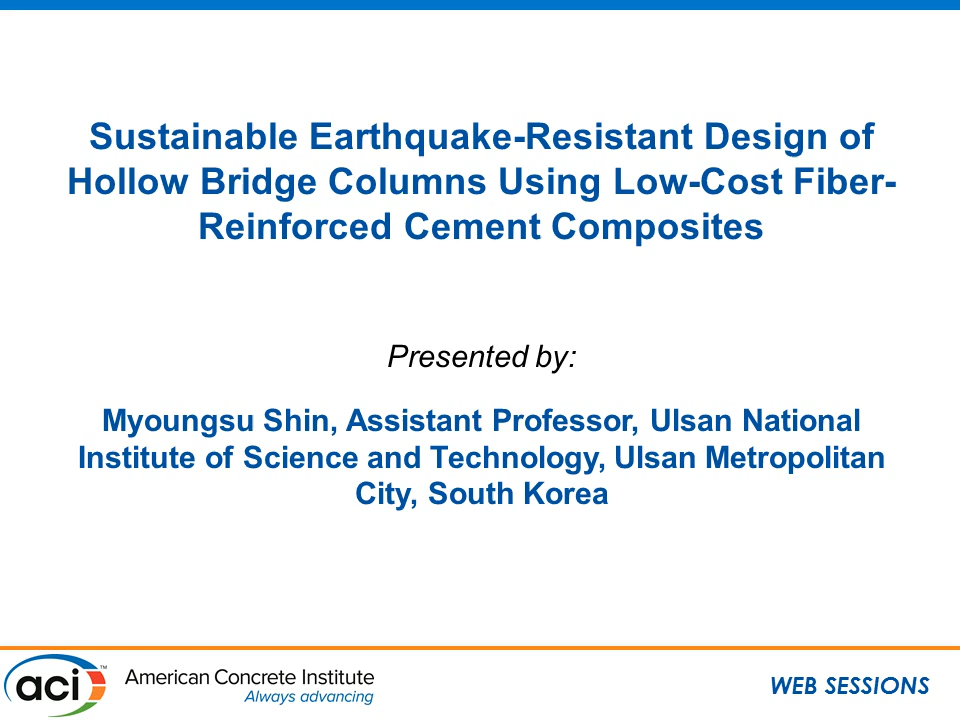 Sustainable Earthquake-Resistant Design of
Hollow Bridge Columns Using Low-Cost Fiber-
Reinforced Cement Composites
Presented by:
Myoungsu Shin, Assistant Professor, Ulsan National
Institute of Science and Technology, Ulsan Metropolitan
City, South Korea
aci™
American Concrete Institute
Always advancing
WEB SESSIONS